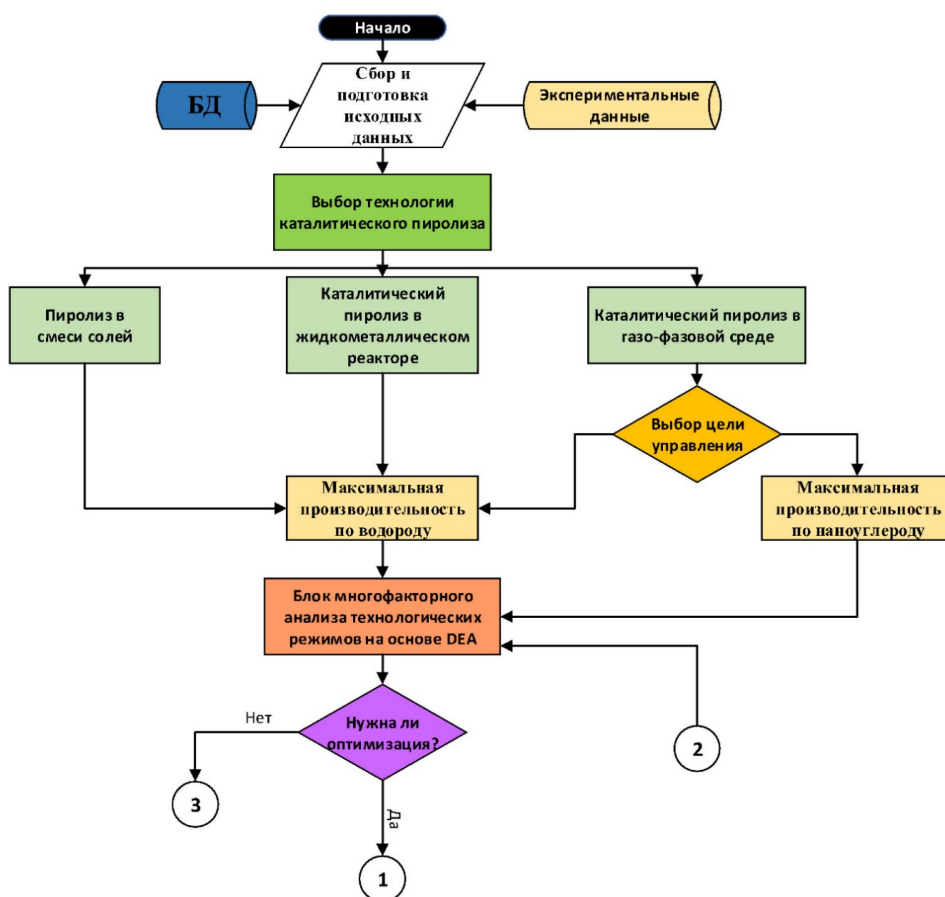 Начало
Сбор и
подготовка
исходных
данных
БД
Экспериментальные
данные
Выбор технологии
каталитического пиролиза
Пиролиз в
смеси солей
Каталитический
пиролиз в
жидкометаллическом
реакторе
Каталитический пиролиз в
газо-фазовой среде
Выбор цели
управления
Максимальная
производительность
по водороду
Максимальная
производительность
по наноуглероду
Блок многофакторного
анализа технологических
режимов на основе DEA
Нет
Нужна ли
оптимизация?
2
3
Да
1